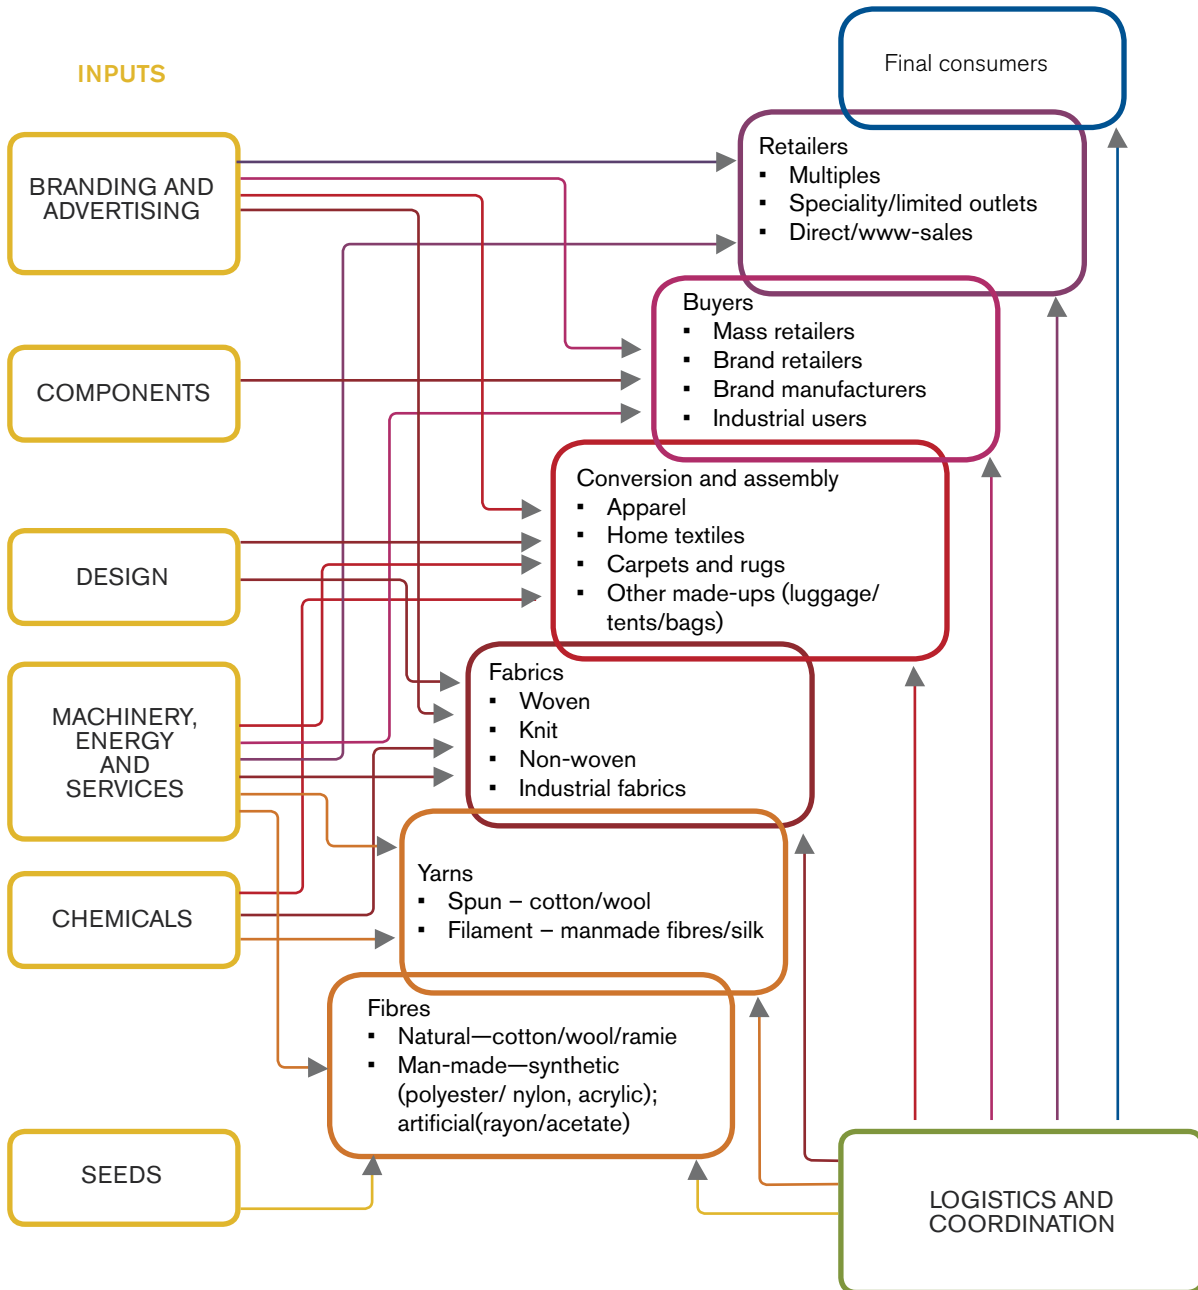 INPUTS
Final consumers
BRANDING AND
ADVERTISING
Retailers
▪ Multiples
▪ Speciality/limited outlets
▪ Direct/www-sales
COMPONENTS
Buyers
▪ Mass retailers
▪ Brand retailers
▪ Brand manufacturers
▪ Industrial users
DESIGN
Conversion and assembly
▪ Apparel
▪ Home textiles
▪ Carpets and rugs
▪ Other made-ups (luggage/
tents/bags)
MACHINERY,
ENERGY
AND
SERVICES
Fabrics
▪ Woven
▪ Knit
▪ Non-woven
▪ Industrial fabrics
CHEMICALS
Yarns
▪ Spun – cotton/wool
▪ Filament – manmade fibres/silk
Fibres
▪ Natural—cotton/wool/ramie
▪ Man-made—synthetic
(polyester/ nylon, acrylic);
artificial(rayon/acetate)
SEEDS
LOGISTICS AND
COORDINATION